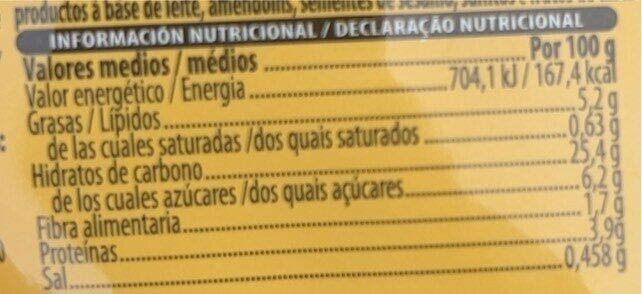 productos à base de leite, amendoins, sementes de sésamo,
INFORMACIÓN NUTRICIONAL / DECLARAÇÃO NUTRICIONAL
Valores medios / médios .......... Por 100 g
Valor energético / Energia .......... 704,1 kJ / 167,4 kcal
Grasas / Lípidos .......... 5,2 g
de las cuales saturadas /dos quais saturados .......... 0,63 g
Hidratos de carbono .......... 25,4 g
de los cuales azúcares /dos quais açúcares .......... 6,2 g
Fibra alimentaria .......... 1,7 g
Proteínas .......... 3,9 g
Sal .......... 0,458 g